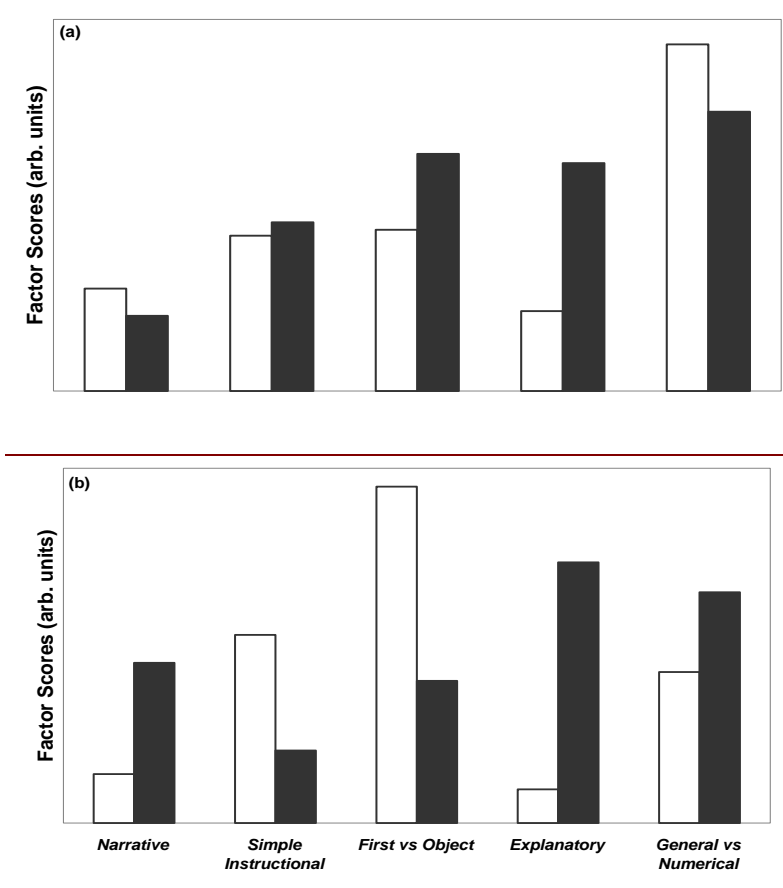 (a)
Factor Scores (arb. units)
(b)
Factor Scores (arb. units)
Narrative
Simple
Instructional
First vs Object
Explanatory
General vs
Numerical